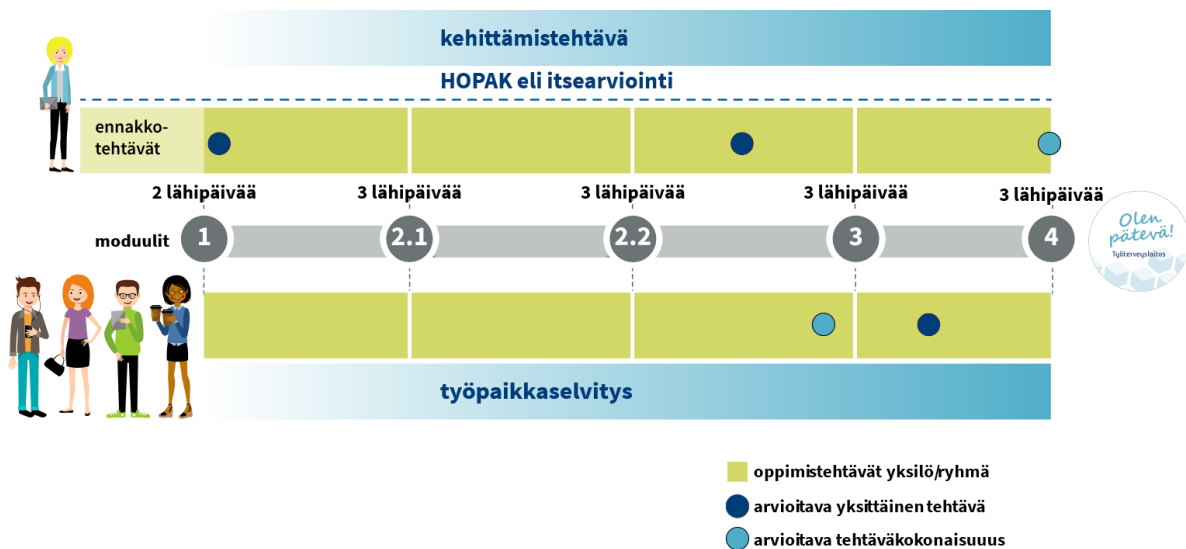 kehittämistehtävä
HOPAK eli itsearviointi
ennakko-
tehtävät
2 lähipäivää
3 lähipäivää
3 lähipäivää
3 lähipäivää
3 lähipäivää
moduulit
1
2.1
2.2
3
4
Olen
pätevä!
Työterveyslaitos
työpaikkaselvitys
oppimistehtävät yksilö/ryhmä
arvioitava yksittäinen tehtävä
arvioitava tehtäväkokonaisuuus